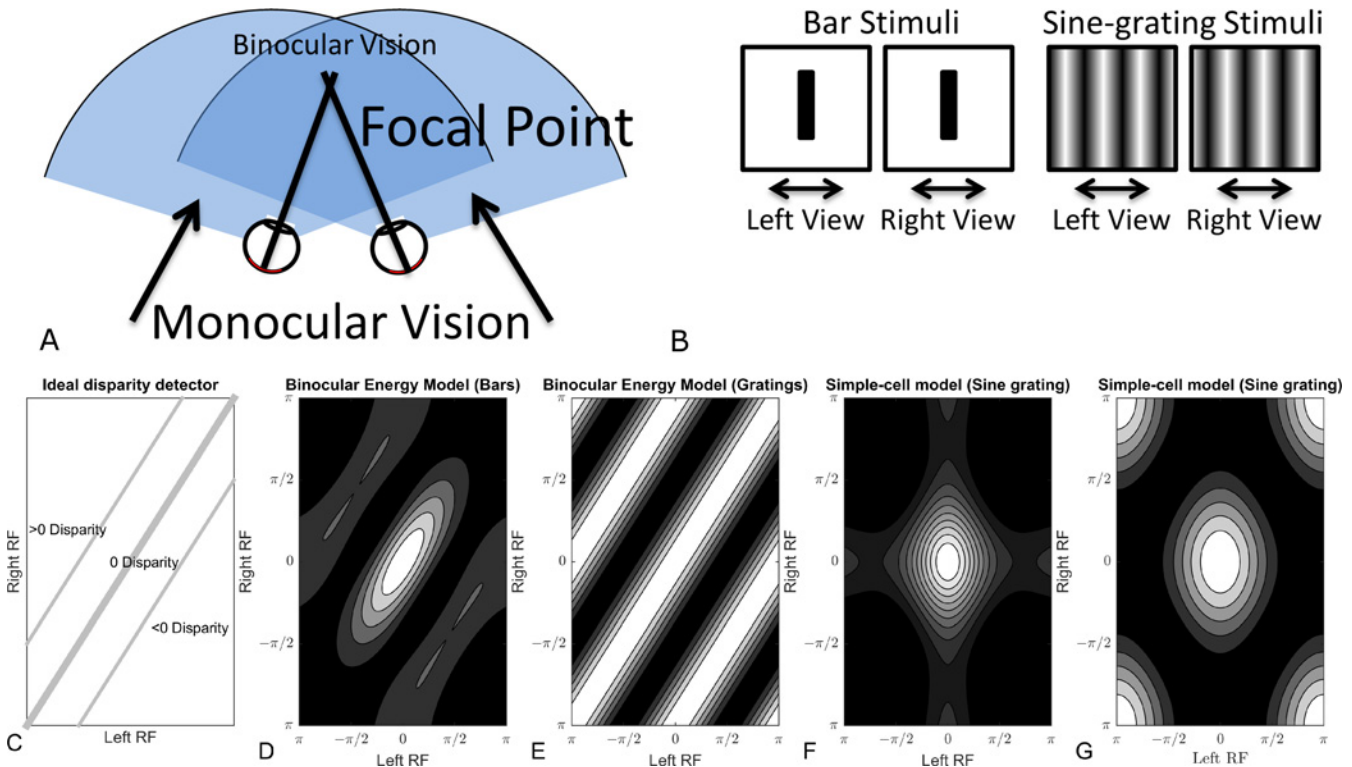 Binocular Vision
Focal Point
Monocular Vision
A
Bar Stimuli
Sine-grating Stimuli
Left View
Right View
Left View
Right View
B
Ideal disparity detector
>0 Disparity
0 Disparity
<0 Disparity
Right RF
Left RF
C
Binocular Energy Model (Bars)
π
π/2
0
−π/2
π
−π/2
0
π/2
π
Right RF
Left RF
D
Binocular Energy Model (Gratings)
π
π/2
0
−π/2
π
π
−π/2
0
π/2
π
Left RF
E
Simple-cell model (Sine grating)
Right RF
π
π/2
0
−π/2
π
π
−π/2
0
π/2
π
Left RF
F
Simple-cell model (Sine grating)
Right RF
π
π/2
0
−π/2
π
π
−π/2
0
π/2
π
Left RF
G